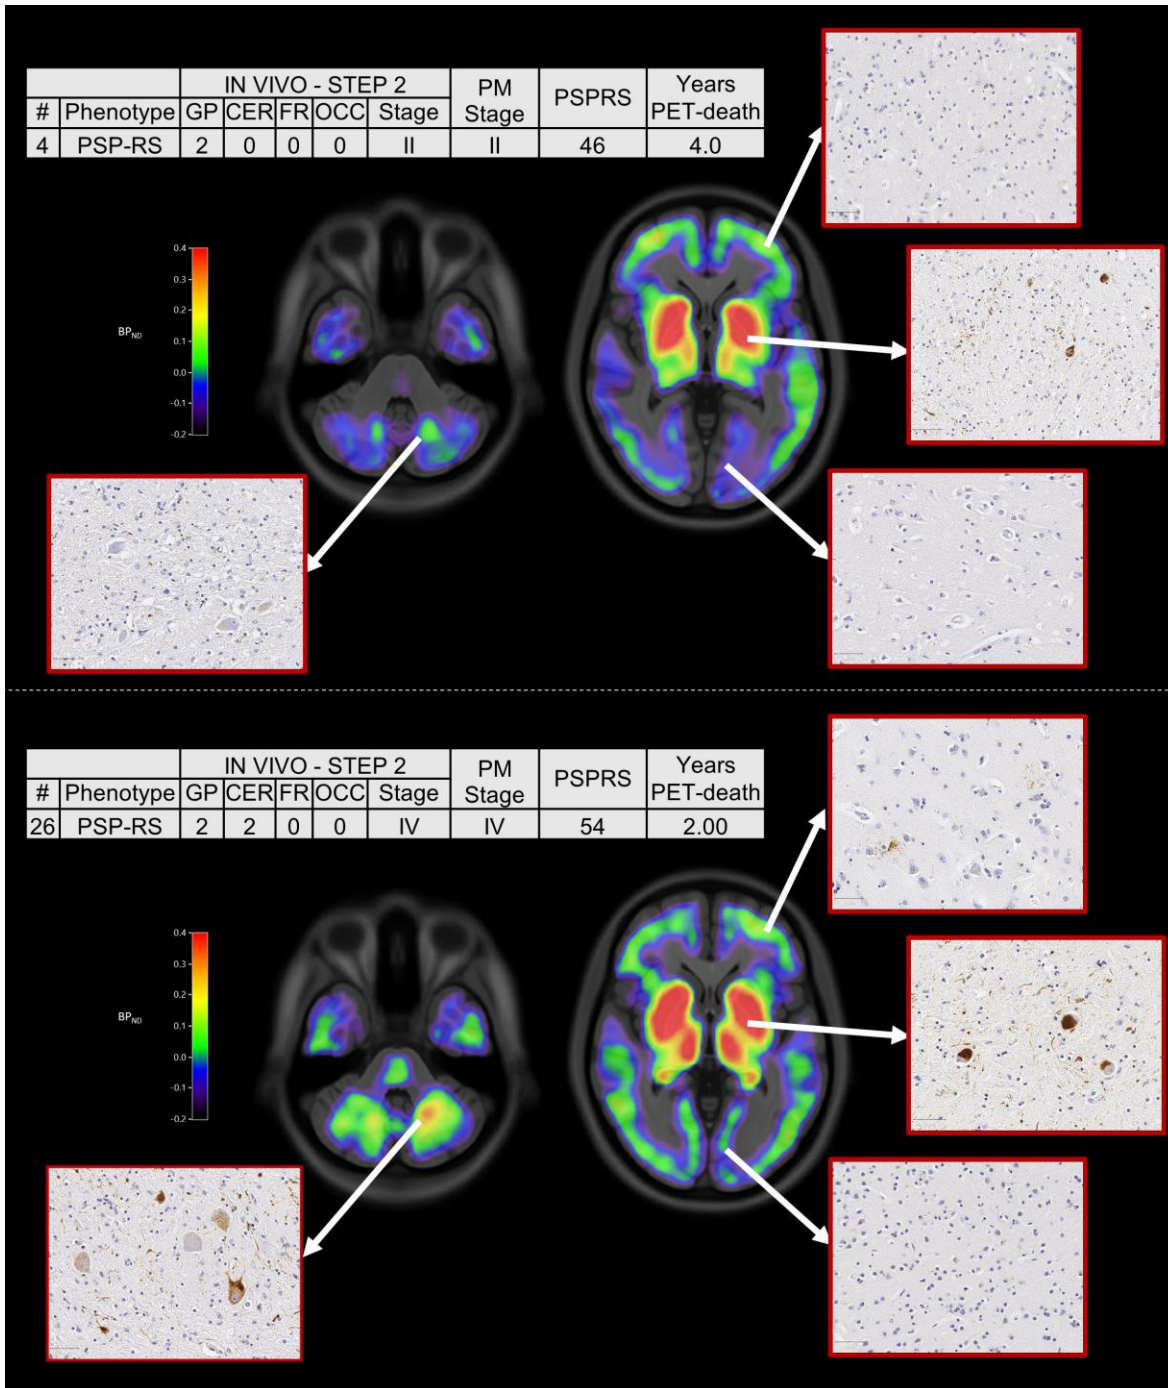 IN VIVO - STEP 2 PM Stage PSPRS Years PET-death
# Phenotype GP CER FR OCC Stage
4 PSP-RS 2 0 0 0 II II 46 4.0
0.4
0.3
0.2
BPND
0.1
0.0
-0.1
-0.2
IN VIVO - STEP 2 PM Stage PSPRS Years PET-death
# Phenotype GP CER FR OCC Stage
26 PSP-RS 2 2 0 0 IV IV 54 2.00
0.4
0.3
0.2
BPND
0.1
0.0
-0.1
-0.2